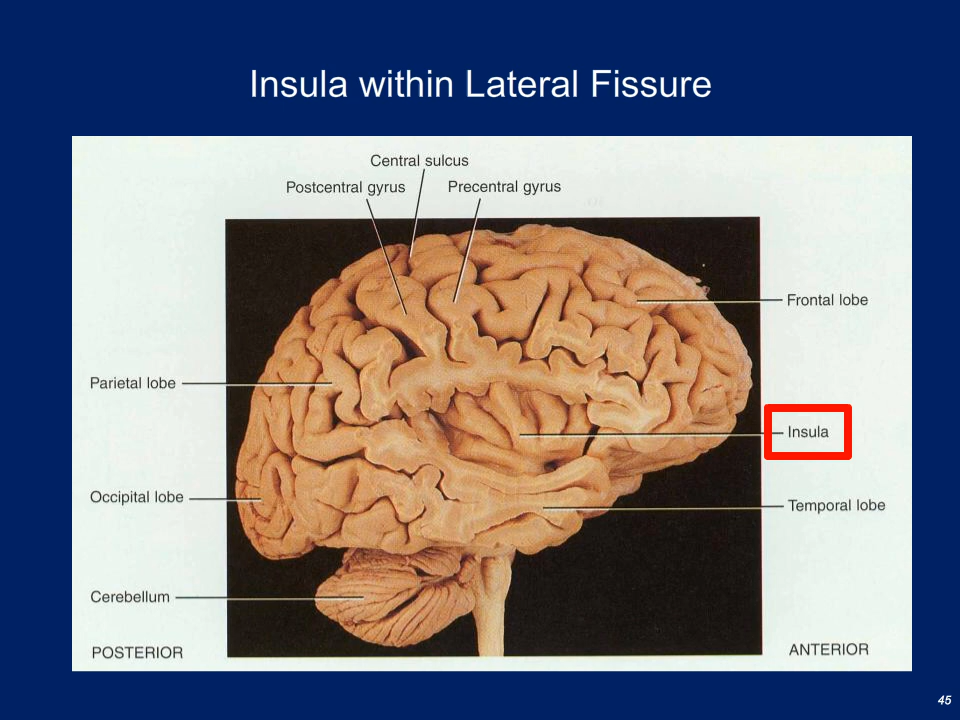 Insula within Lateral Fissure
Central sulcus
Postcentral gyrus
Precentral gyrus
Frontal lobe
Parietal lobe
Insula
Occipital lobe
Temporal lobe
Cerebellum
POSTERIOR
ANTERIOR
45